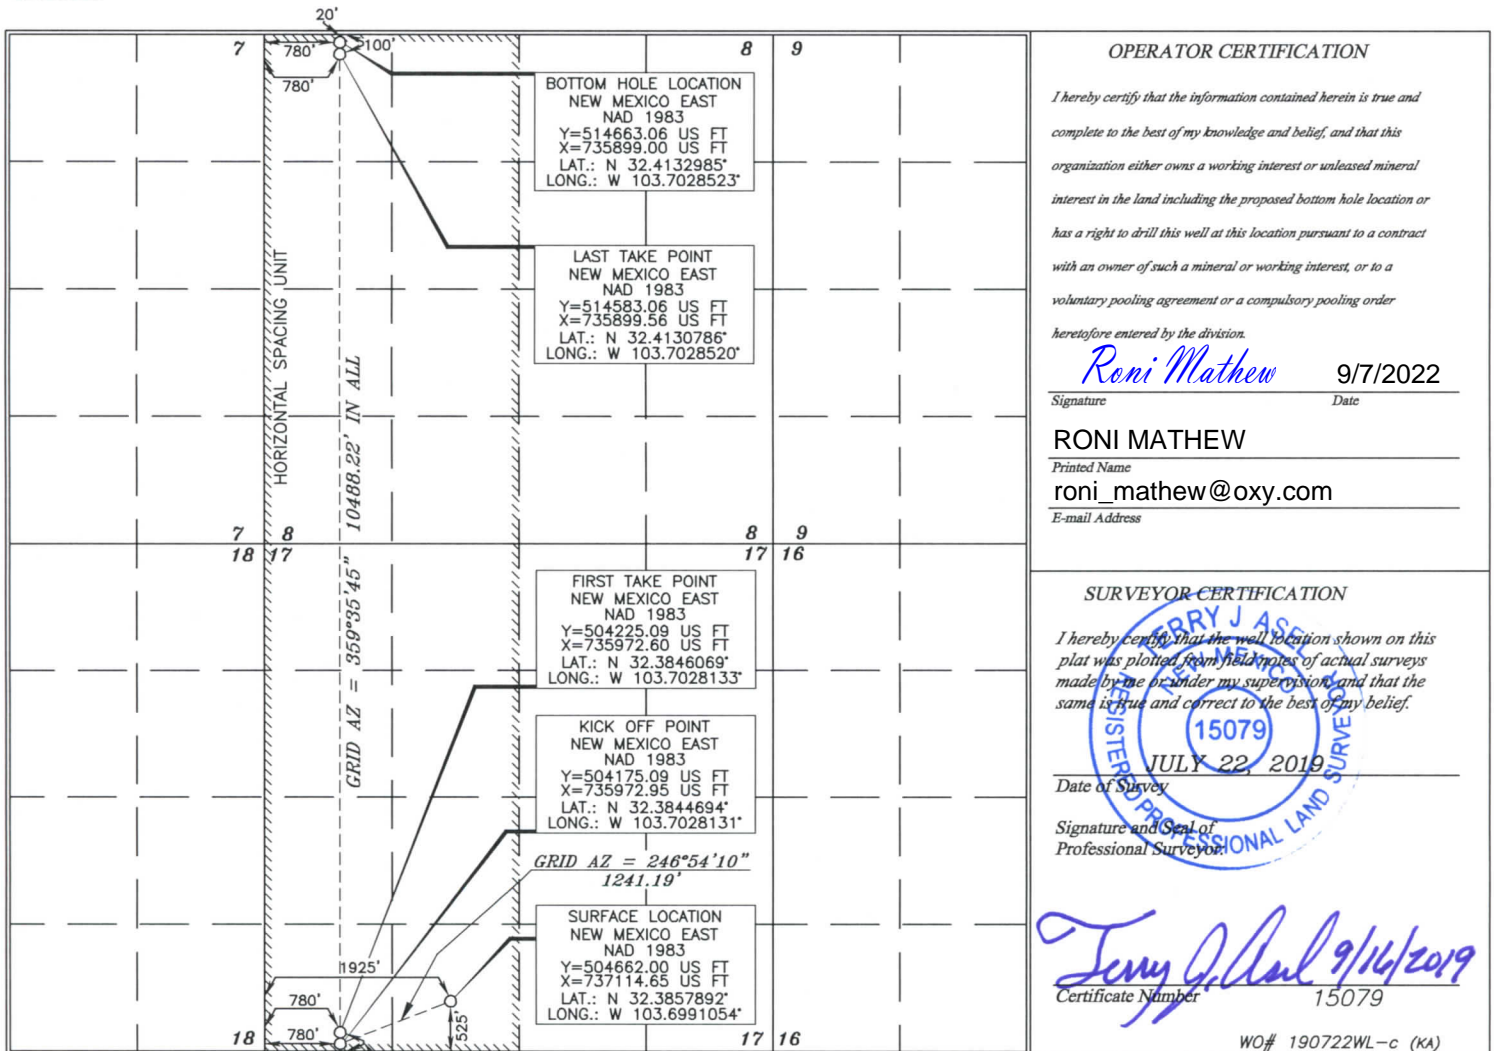 20'
7
780'
100'
8
9
780'
BOTTOM HOLE LOCATION
NEW MEXICO EAST
NAD 1983
Y=514663.06 US FT
X=735899.00 US FT
LAT.: N 32.4132985°
LONG.: W 103.7028523°
LAST TAKE POINT
NEW MEXICO EAST
NAD 1983
Y=514583.06 US FT
X=735899.56 US FT
LAT.: N 32.4130786°
LONG.: W 103.7028520°
HORIZONTAL SPACING UNIT
GRID AZ = 359°35'45" 10488.22' IN ALL
7 8
8 9
18 17
17 16
FIRST TAKE POINT
NEW MEXICO EAST
NAD 1983
Y=504225.09 US FT
X=735972.60 US FT
LAT.: N 32.3846069°
LONG.: W 103.7028133°
KICK OFF POINT
NEW MEXICO EAST
NAD 1983
Y=504175.09 US FT
X=735972.95 US FT
LAT.: N 32.3844694°
LONG.: W 103.7028131°
GRID AZ = 246°54'10"
1241.19'
SURFACE LOCATION
NEW MEXICO EAST
NAD 1983
Y=504662.00 US FT
X=737114.65 US FT
LAT.: N 32.3857892°
LONG.: W 103.6991054°
1925'
780'
780'
525'
18
17 16
OPERATOR CERTIFICATION
I hereby certify that the information contained herein is true and
complete to the best of my knowledge and belief, and that this
organization either owns a working interest or unleased mineral
interest in the land including the proposed bottom hole location or
has a right to drill this well at this location pursuant to a contract
with an owner of such a mineral or working interest, or to a
voluntary pooling agreement or a compulsory pooling order
heretofore entered by the division.
Roni Mathew 9/7/2022
Signature Date
RONI MATHEW
Printed Name
roni_mathew@oxy.com
E-mail Address
SURVEYOR CERTIFICATION
I hereby certify that the well location shown on this
plat was plotted from field notes of actual surveys
made by me or under my supervision, and that the
same is true and correct to the best of my belief.
TERRY J ASEL
NEW MEXICO
15079
REGISTERED PROFESSIONAL LAND SURVEYOR
JULY 22, 2019
Date of Survey
Signature and Seal of
Professional Surveyor:
Terry J. Asel 9/16/2019
Certificate Number 15079
WO# 190722WL-c (KA)